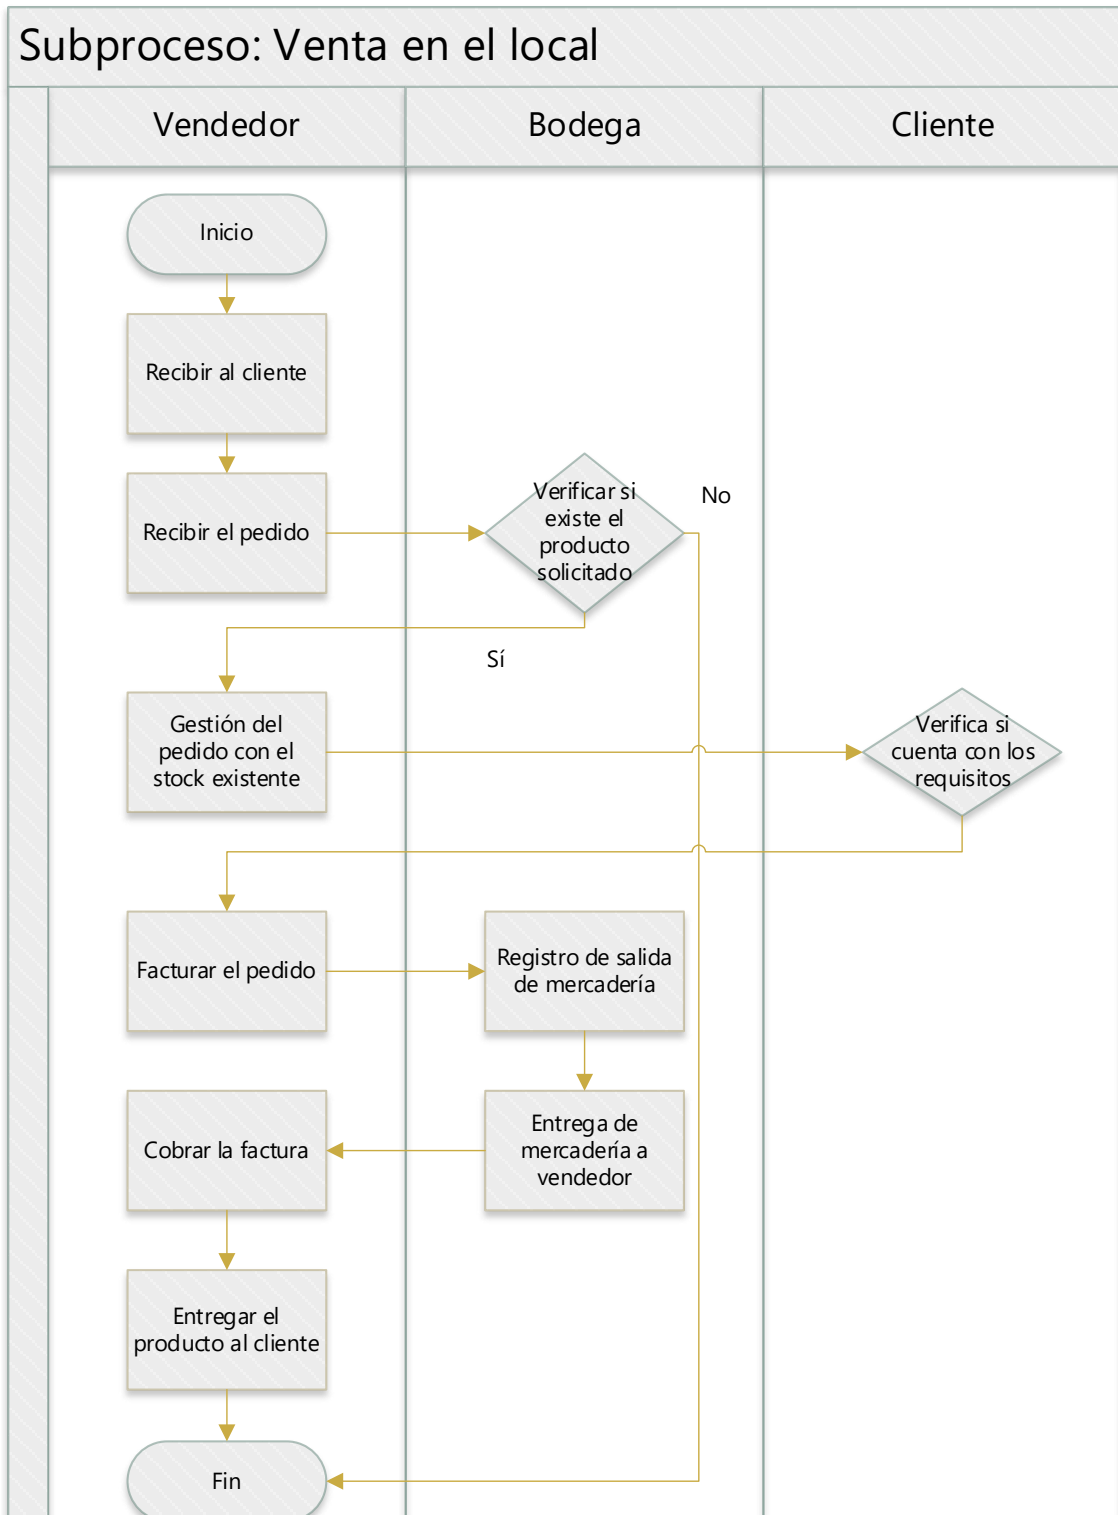 Subproceso: Venta en el local
Vendedor
Bodega
Cliente
Inicio
Recibir al cliente
Recibir el pedido
Verificar si
existe el
producto
solicitado
No
Sí
Gestión del
pedido con el
stock existente
Verifica si
cuenta con los
requisitos
Facturar el pedido
Registro de salida
de mercadería
Cobrar la factura
Entrega de
mercadería a
vendedor
Entregar el
producto al cliente
Fin